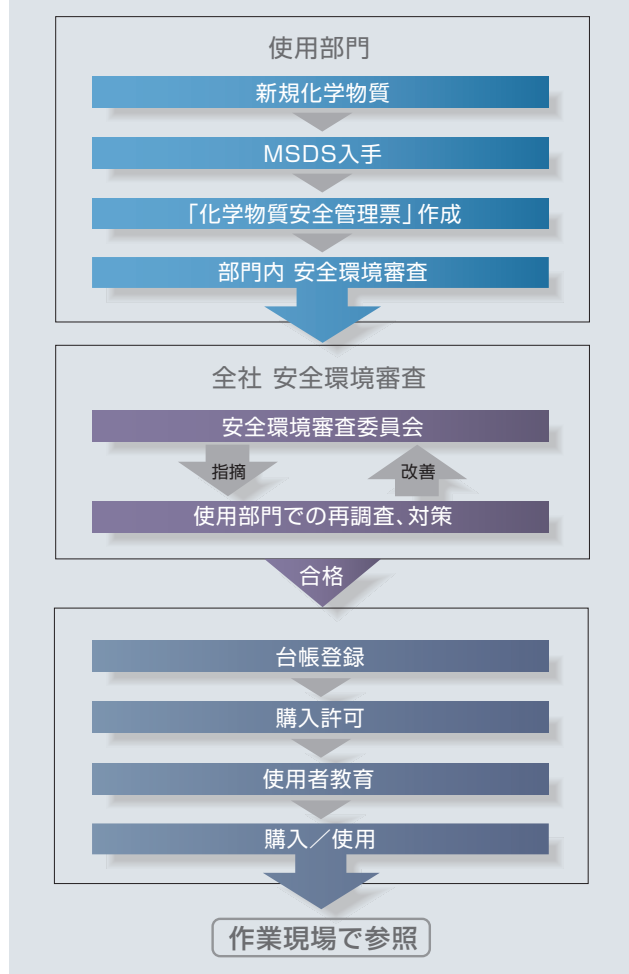 使用部門
新規化学物質
MSDS入手
「化学物質安全管理票」作成
部門内 安全環境審査
全社 安全環境審査
安全環境審査委員会
指摘
改善
使用部門での再調査、対策
合格
台帳登録
購入許可
使用者教育
購入／使用
作業現場で参照